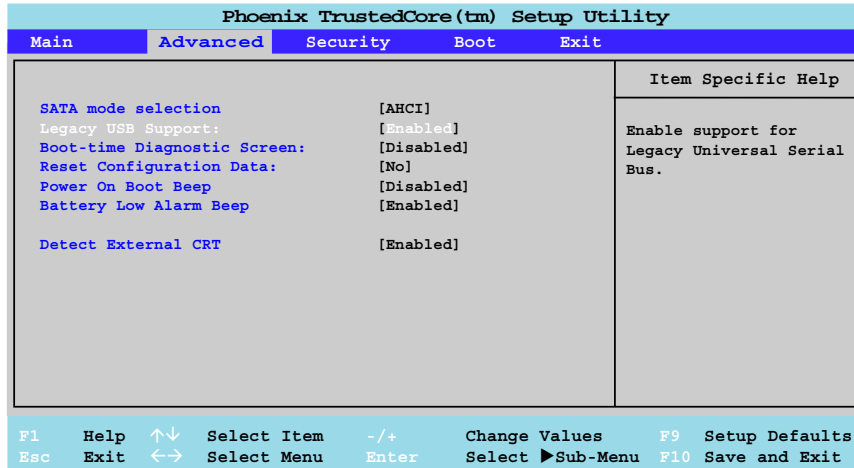 Phoenix TrustedCore(tm) Setup Utility
Main Advanced Security Boot Exit
Item Specific Help
SATA mode selection [AHCI]
Legacy USB Support: [Enabled]
Boot-time Diagnostic Screen: [Disabled]
Reset Configuration Data: [No]
Power On Boot Beep [Disabled]
Battery Low Alarm Beep [Enabled]
Detect External CRT [Enabled]
Enable support for
Legacy Universal Serial
Bus.
F1 Help ↑↓ Select Item -/+ Change Values F9 Setup Defaults
Esc Exit ←→ Select Menu Enter Select ▶Sub-Menu F10 Save and Exit